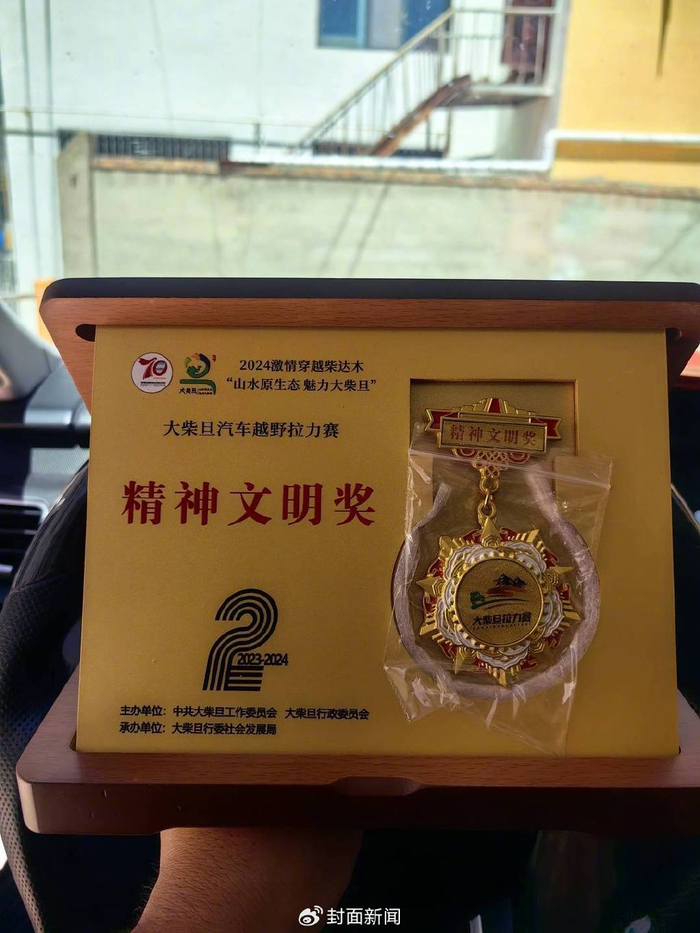 70
大柴旦
2024激情穿越柴达木
“山水原生态 魅力大柴旦”
大柴旦汽车越野拉力赛
精神文明奖
2023-2024
主办单位： 中共大柴旦工作委员会 大柴旦行政委员会
承办单位： 大柴旦行委社会发展局
精神文明奖
大柴旦拉力赛
封面新闻